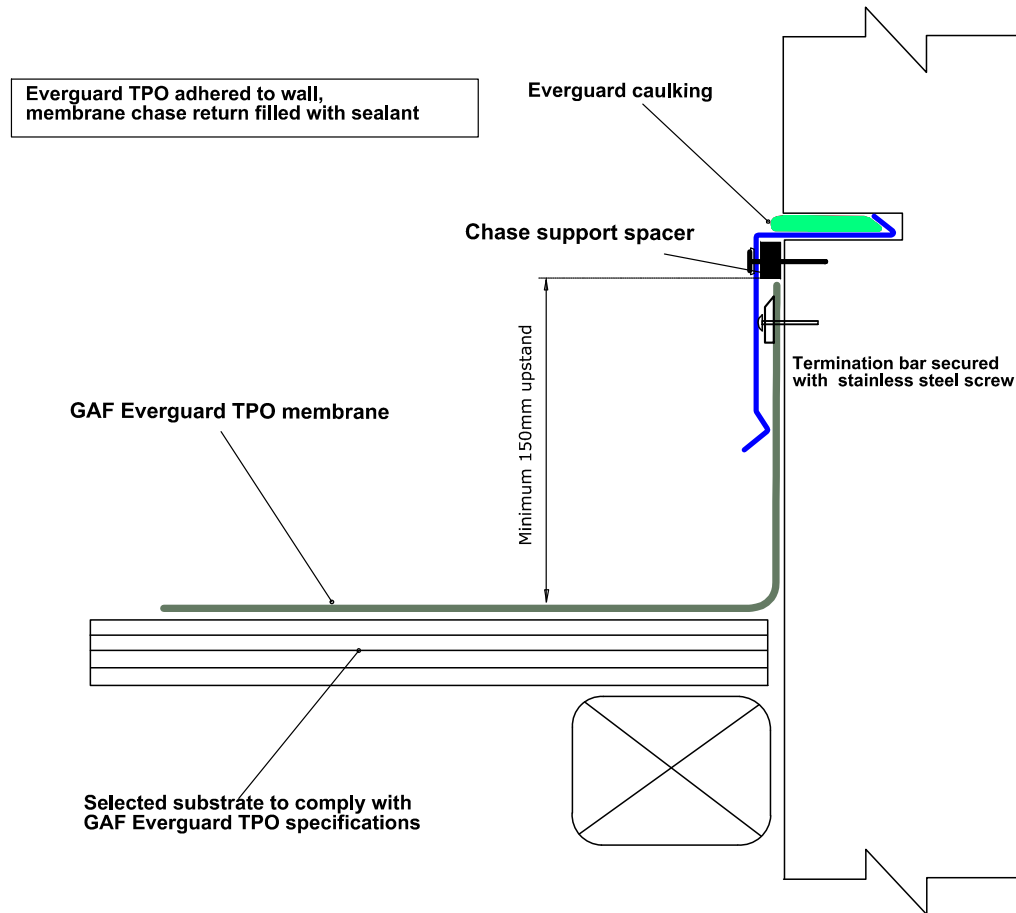 Everguard TPO adhered to wall,
membrane chase return filled with sealant
Everguard caulking
Chase support spacer
Minimum 150mm upstand
Termination bar secured
with stainless steel screw
GAF Everguard TPO membrane
Selected substrate to comply with
GAF Everguard TPO specifications